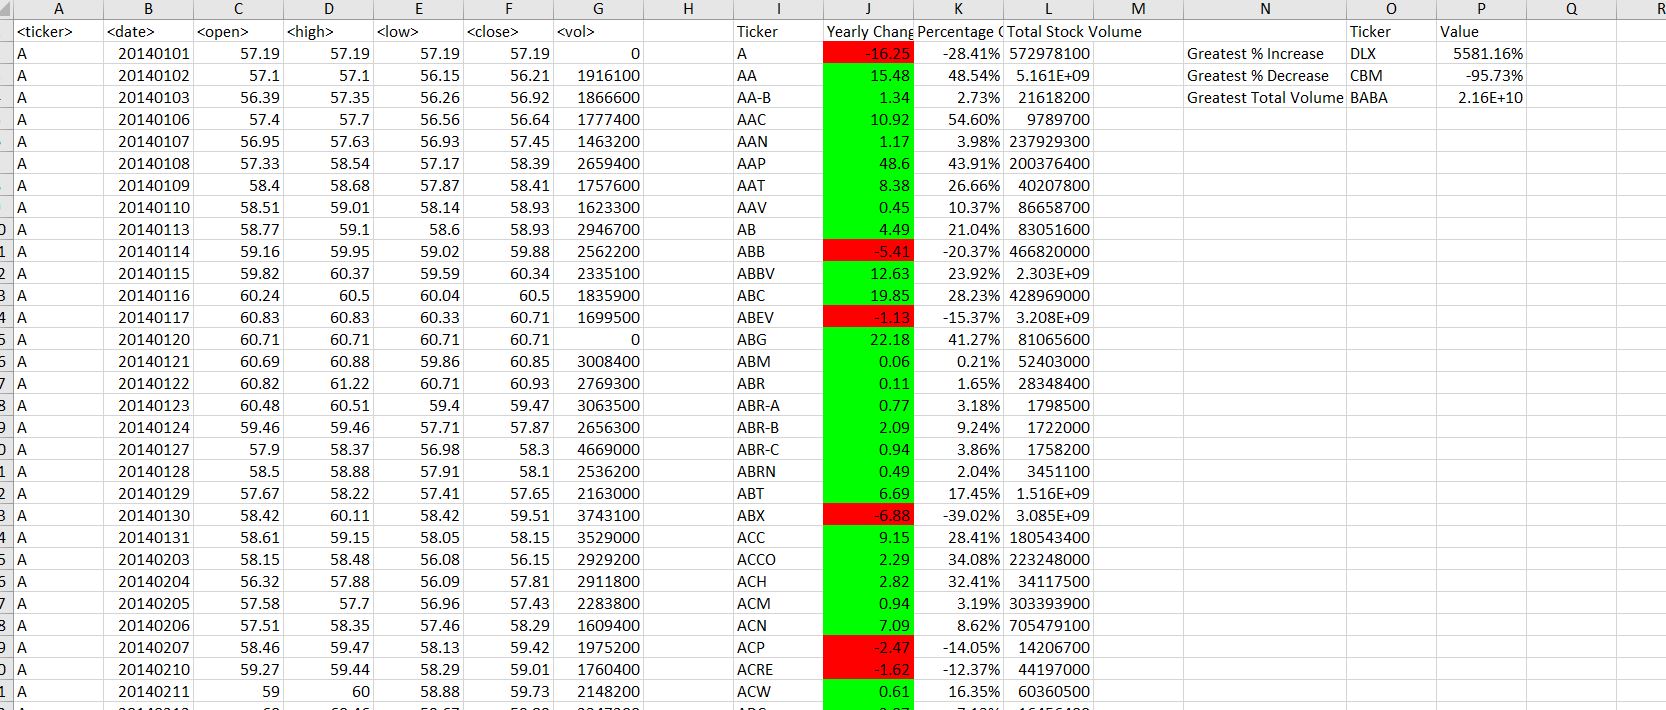 A B C D E F G H I J K L M N O P Q R
<ticker> <date> <open> <high> <low> <close> <vol> Ticker Yearly Chang Percentage Total Stock Volume Ticker Value
A 20140101 57.19 57.19 57.19 57.19 0 A -16.25 -28.41% 572978100 Greatest % Increase DLX 5581.16%
A 20140102 57.1 57.1 56.15 56.21 1916100 AA 15.48 48.54% 5.161E+09 Greatest % Decrease CBM -95.73%
A 20140103 56.39 57.35 56.26 56.92 1866600 AA-B 1.34 2.73% 21618200 Greatest Total Volume BABA 2.16E+10
A 20140106 57.4 57.7 56.56 56.64 1777400 AAC 10.92 54.60% 9789700
A 20140107 56.95 57.63 56.93 57.45 1463200 AAN 1.17 3.98% 237929300
A 20140108 57.33 58.54 57.17 58.39 2659400 AAP 48.6 43.91% 200376400
A 20140109 58.4 58.68 57.87 58.41 1757600 AAT 8.38 26.66% 40207800
A 20140110 58.51 59.01 58.14 58.93 1623300 AAV 0.45 10.37% 86658700
A 20140113 58.77 59.1 58.6 58.93 2946700 AB 4.49 21.04% 83051600
A 20140114 59.16 59.95 59.02 59.88 2562200 ABB -5.41 -20.37% 466820000
A 20140115 59.82 60.37 59.59 60.34 2335100 ABBV 12.63 23.92% 2.303E+09
A 20140116 60.24 60.5 60.04 60.5 1835900 ABC 19.85 28.23% 428969000
A 20140117 60.83 60.83 60.33 60.71 1699500 ABEV -1.13 -15.37% 3.208E+09
A 20140120 60.71 60.71 60.71 60.71 0 ABG 22.18 41.27% 81065600
A 20140121 60.69 60.88 59.86 60.85 3008400 ABM 0.06 0.21% 52403000
A 20140122 60.82 61.22 60.71 60.93 2769300 ABR 0.11 1.65% 28348400
A 20140123 60.48 60.51 59.4 59.47 3063500 ABR-A 0.77 3.18% 1798500
A 20140124 59.46 59.46 57.71 57.87 2656300 ABR-B 2.09 9.24% 1722000
A 20140127 57.9 58.37 56.98 58.3 4669000 ABR-C 0.94 3.86% 1758200
A 20140128 58.5 58.88 57.91 58.1 2536200 ABRN 0.49 2.04% 3451100
A 20140129 57.67 58.22 57.41 57.65 2163000 ABT 6.69 17.45% 1.516E+09
A 20140130 58.42 60.11 58.42 59.51 3743100 ABX -6.88 -39.02% 3.085E+09
A 20140131 58.61 59.15 58.05 58.15 3529000 ACC 9.15 28.41% 180543400
A 20140203 58.15 58.48 56.08 56.15 2929200 ACCO 2.29 34.08% 223248000
A 20140204 56.32 57.88 56.09 57.81 2911800 ACH 2.82 32.41% 34117500
A 20140205 57.58 57.7 56.96 57.43 2283800 ACM 0.94 3.19% 303393900
A 20140206 57.51 58.35 57.46 58.29 1609400 ACN 7.09 8.62% 705479100
A 20140207 58.46 59.47 58.13 59.42 1975200 ACP -2.47 -14.05% 14206700
A 20140210 59.27 59.44 58.29 59.01 1760400 ACRE -1.62 -12.37% 44197000
A 20140211 59 60 58.88 59.73 2148200 ACW 0.61 16.35% 60360500